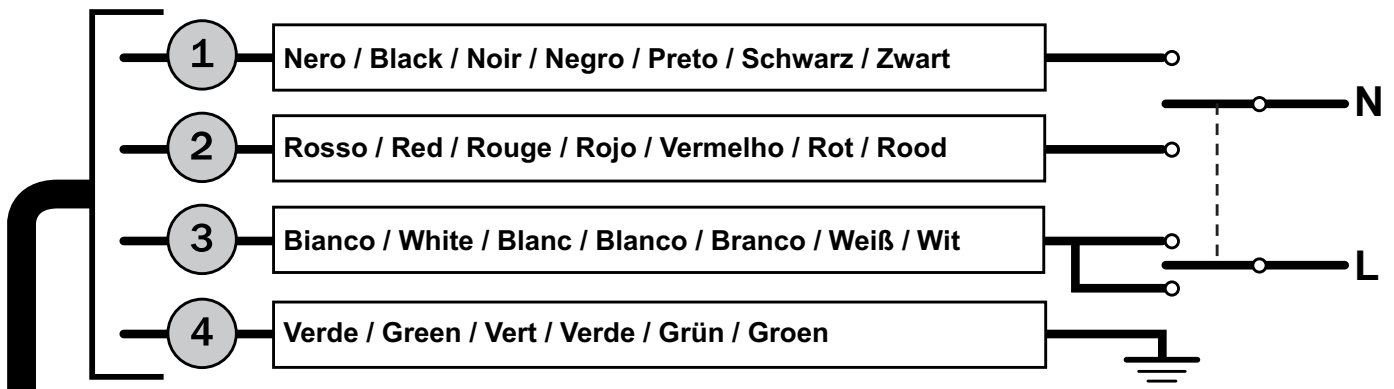 1 Nero / Black / Noir / Negro / Preto / Schwarz / Zwart
N
2 Rosso / Red / Rouge / Rojo / Vermelho / Rot / Rood
3 Bianco / White / Blanc / Blanco / Branco / Weiß / Wit
L
4 Verde / Green / Vert / Verde / Grün / Groen